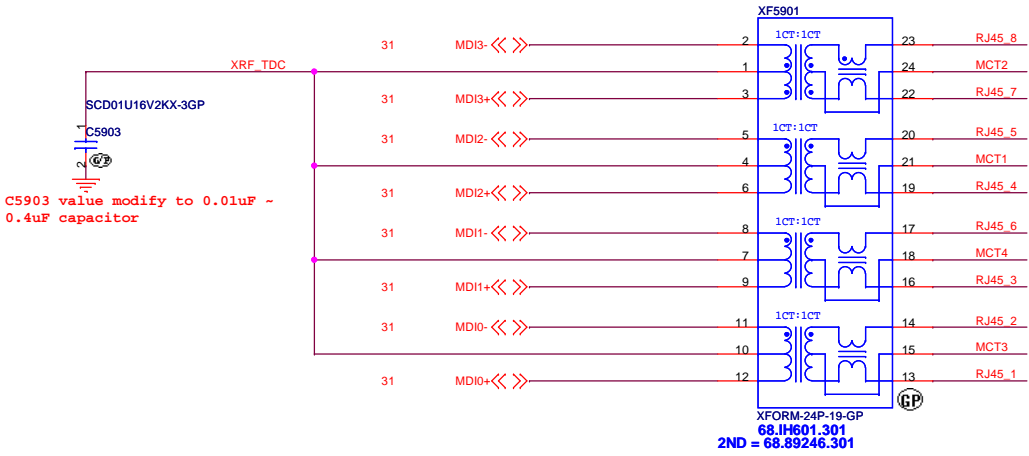 XF5901
1CT:1CT
31 MDI3- 2 23 RJ45_8
XRF_TDC 1 24 MCT2
31 MDI3+ 3 22 RJ45_7
SCD01U16V2KX-3GP
1
C5903
2 GP
C5903 value modify to 0.01uF ~
0.4uF capacitor
1CT:1CT
31 MDI2- 5 20 RJ45_5
4 21 MCT1
31 MDI2+ 6 19 RJ45_4
1CT:1CT
31 MDI1- 8 17 RJ45_6
7 18 MCT4
31 MDI1+ 9 16 RJ45_3
1CT:1CT
31 MDI0- 11 14 RJ45_2
10 15 MCT3
31 MDI0+ 12 13 RJ45_1
GP
XFORM-24P-19-GP
68.IH601.301
2ND = 68.89246.301